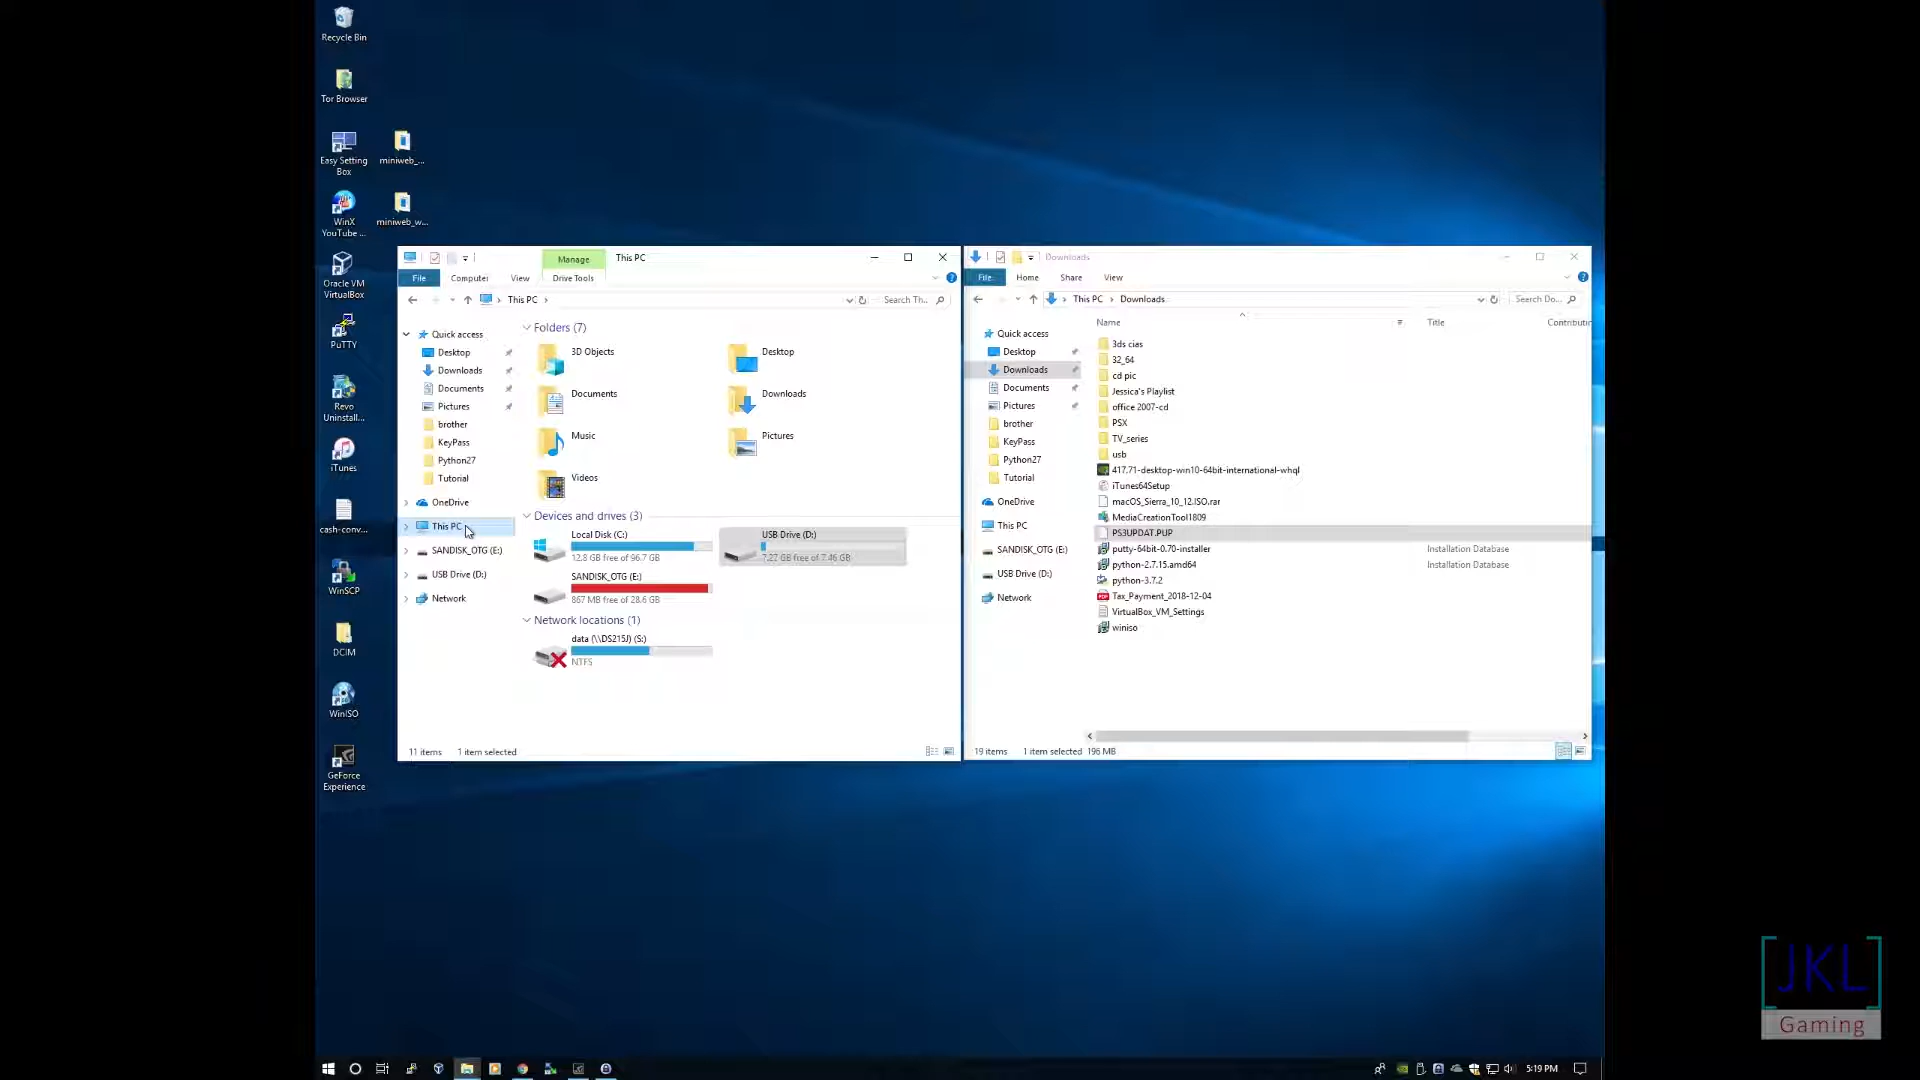 Recycle Bin
Tor Browser
Easy Setting
Box
miniweb_...
WinX
YouTube ...
miniweb_w...
Oracle VM
VirtualBox
PuTTY
Revo
Uninstall...
iTunes
cash-conv...
WinSCP
DCIM
WinISO
GeForce
Experience
Manage
This PC
File
Computer
View
Drive Tools
This PC
Search Th...
Quick access
Desktop
Downloads
Documents
Pictures
brother
KeyPass
Python27
Tutorial
OneDrive
This PC
SANDISK_OTG (E:)
USB Drive (D:)
Network
Folders (7)
3D Objects
Desktop
Documents
Downloads
Music
Pictures
Videos
Devices and drives (3)
Local Disk (C:)
12.8 GB free of 96.7 GB
USB Drive (D:)
7.27 GB free of 7.46 GB
SANDISK_OTG (E:)
867 MB free of 28.6 GB
Network locations (1)
data (\\DS215J) (S:)
NTFS
11 items
1 item selected
Downloads
File
Home
Share
View
This PC
Downloads
Search Do...
Quick access
Desktop
Downloads
Documents
Pictures
brother
KeyPass
Python27
Tutorial
OneDrive
This PC
SANDISK_OTG (E:)
USB Drive (D:)
Network
Name
Title
Contributin
3ds cias
32_64
cd pic
Jessica's Playlist
office 2007-cd
PSX
TV_series
usb
417.71-desktop-win10-64bit-international-whql
iTunes64Setup
macOS_Sierra_10_12.ISO.rar
MediaCreationTool1809
PS3UPDAT.PUP
putty-64bit-0.70-installer
Installation Database
python-2.7.15.amd64
Installation Database
python-3.7.2
Tax_Payment_2018-12-04
VirtualBox_VM_Settings
winiso
19 items
1 item selected 196 MB
JKL
Gaming
5:19 PM